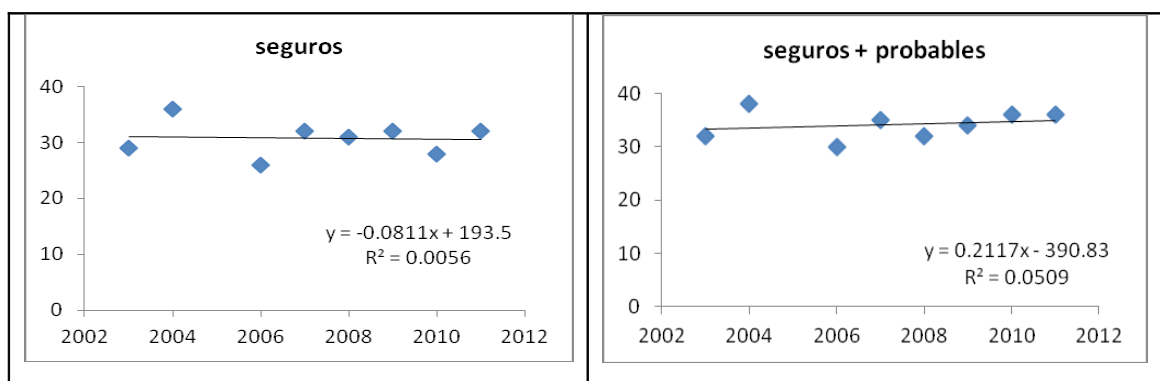 seguros
40
30
20
10
0
y = -0.0811x + 193.5
R² = 0.0056
2002 2004 2006 2008 2010 2012
seguros + probables
40
30
20
10
0
y = 0.2117x - 390.83
R² = 0.0509
2002 2004 2006 2008 2010 2012